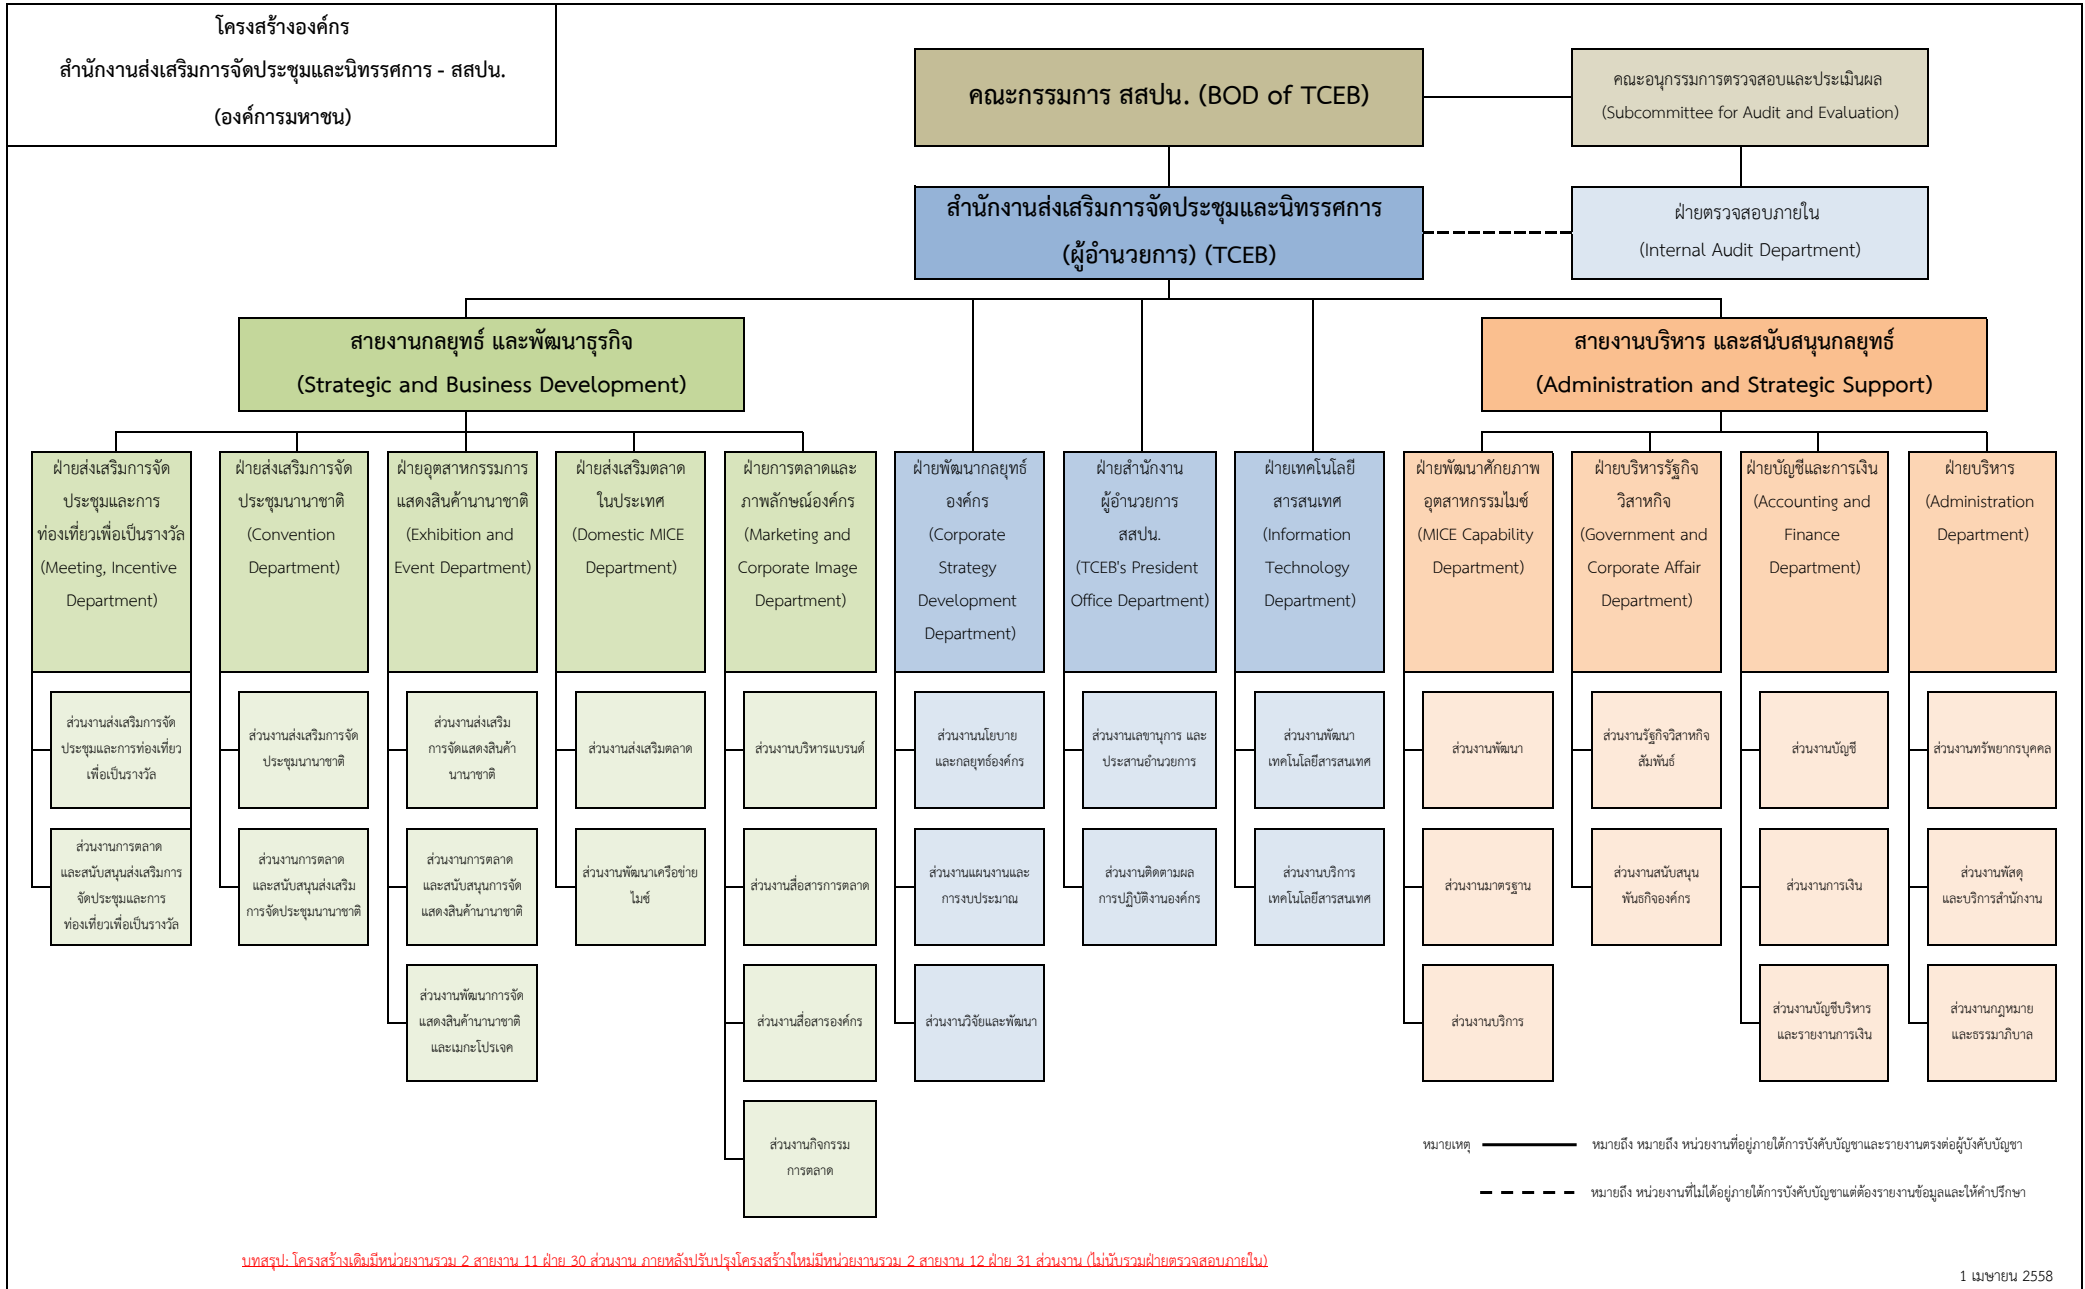 โครงสร้างองค์กร
สำนักงานส่งเสริมการจัดประชุมและนิทรรศการ - สสปน.
(องค์การมหาชน)
คณะกรรมการ สสปน. (BOD of TCEB)
คณะอนุกรรมการตรวจสอบและประเมินผล
(Subcommittee for Audit and Evaluation)
สำนักงานส่งเสริมการจัดประชุมและนิทรรศการ
(ผู้อำนวยการ) (TCEB)
ฝ่ายตรวจสอบภายใน
(Internal Audit Department)
สายงานกลยุทธ์ และพัฒนาธุรกิจ
(Strategic and Business Development)
สายงานบริหาร และสนับสนุนกลยุทธ์
(Administration and Strategic Support)
ฝ่ายส่งเสริมการจัด
ประชุมและการ
ท่องเที่ยวเพื่อเป็นรางวัล
(Meeting, Incentive
Department)
ฝ่ายส่งเสริมการจัด
ประชุมนานาชาติ
(Convention
Department)
ฝ่ายอุตสาหกรรมการ
แสดงสินค้านานาชาติ
(Exhibition and
Event Department)
ฝ่ายส่งเสริมตลาด
ในประเทศ
(Domestic MICE
Department)
ฝ่ายการตลาดและ
ภาพลักษณ์องค์กร
(Marketing and
Corporate Image
Department)
ฝ่ายพัฒนากลยุทธ์
องค์กร
(Corporate
Strategy
Development
Department)
ฝ่ายสำนักงาน
ผู้อำนวยการ
สสปน.
(TCEB's President
Office Department)
ฝ่ายเทคโนโลยี
สารสนเทศ
(Information
Technology
Department)
ฝ่ายพัฒนาศักยภาพ
อุตสาหกรรมไมซ์
(MICE Capability
Department)
ฝ่ายบริหารรัฐกิจ
วิสาหกิจ
(Government and
Corporate Affair
Department)
ฝ่ายบัญชีและการเงิน
(Accounting and
Finance
Department)
ฝ่ายบริหาร
(Administration
Department)
ส่วนงานส่งเสริมการจัด
ประชุมและการท่องเที่ยว
เพื่อเป็นรางวัล
ส่วนงานส่งเสริมการจัด
ประชุมนานาชาติ
ส่วนงานส่งเสริม
การจัดแสดงสินค้า
นานาชาติ
ส่วนงานส่งเสริมตลาด
ส่วนงานบริหารแบรนด์
ส่วนงานนโยบาย
และกลยุทธ์องค์กร
ส่วนงานเลขานุการ และ
ประสานอำนวยการ
ส่วนงานพัฒนา
เทคโนโลยีสารสนเทศ
ส่วนงานพัฒนา
ส่วนงานรัฐกิจวิสาหกิจ
สัมพันธ์
ส่วนงานบัญชี
ส่วนงานทรัพยากรบุคคล
ส่วนงานการตลาด
และสนับสนุนส่งเสริมการ
จัดประชุมและการ
ท่องเที่ยวเพื่อเป็นรางวัล
ส่วนงานการตลาด
และสนับสนุนส่งเสริม
การจัดประชุมนานาชาติ
ส่วนงานการตลาด
และสนับสนุนการจัด
แสดงสินค้านานาชาติ
ส่วนงานพัฒนาเครือข่าย
ไมซ์
ส่วนงานสื่อสารการตลาด
ส่วนงานแผนงานและ
การงบประมาณ
ส่วนงานติดตามผล
การปฏิบัติงานองค์กร
ส่วนงานบริการ
เทคโนโลยีสารสนเทศ
ส่วนงานมาตรฐาน
ส่วนงานสนับสนุน
พันธกิจองค์กร
ส่วนงานการเงิน
ส่วนงานพัสดุ
และบริการสำนักงาน
ส่วนงานพัฒนาการจัด
แสดงสินค้านานาชาติ
และเมกะโปรเจค
ส่วนงานสื่อสารองค์กร
ส่วนงานวิจัยและพัฒนา
ส่วนงานบริการ
ส่วนงานบัญชีบริหาร
และรายงานการเงิน
ส่วนงานกฎหมาย
และธรรมาภิบาล
ส่วนงานกิจกรรม
การตลาด
หมายเหตุ หมายถึง หมายถึง หน่วยงานที่อยู่ภายใต้การบังคับบัญชาและรายงานตรงต่อผู้บังคับบัญชา
หมายถึง หน่วยงานที่ไม่ได้อยู่ภายใต้การบังคับบัญชาแต่ต้องรายงานข้อมูลและให้คำปรึกษา
บทสรุป: โครงสร้างเดิมมีหน่วยงานรวม 2 สายงาน 11 ฝ่าย 30 ส่วนงาน ภายหลังปรับปรุงโครงสร้างใหม่มีหน่วยงานรวม 2 สายงาน 12 ฝ่าย 31 ส่วนงาน (ไม่นับรวมฝ่ายตรวจสอบภายใน)
1 เมษายน 2558